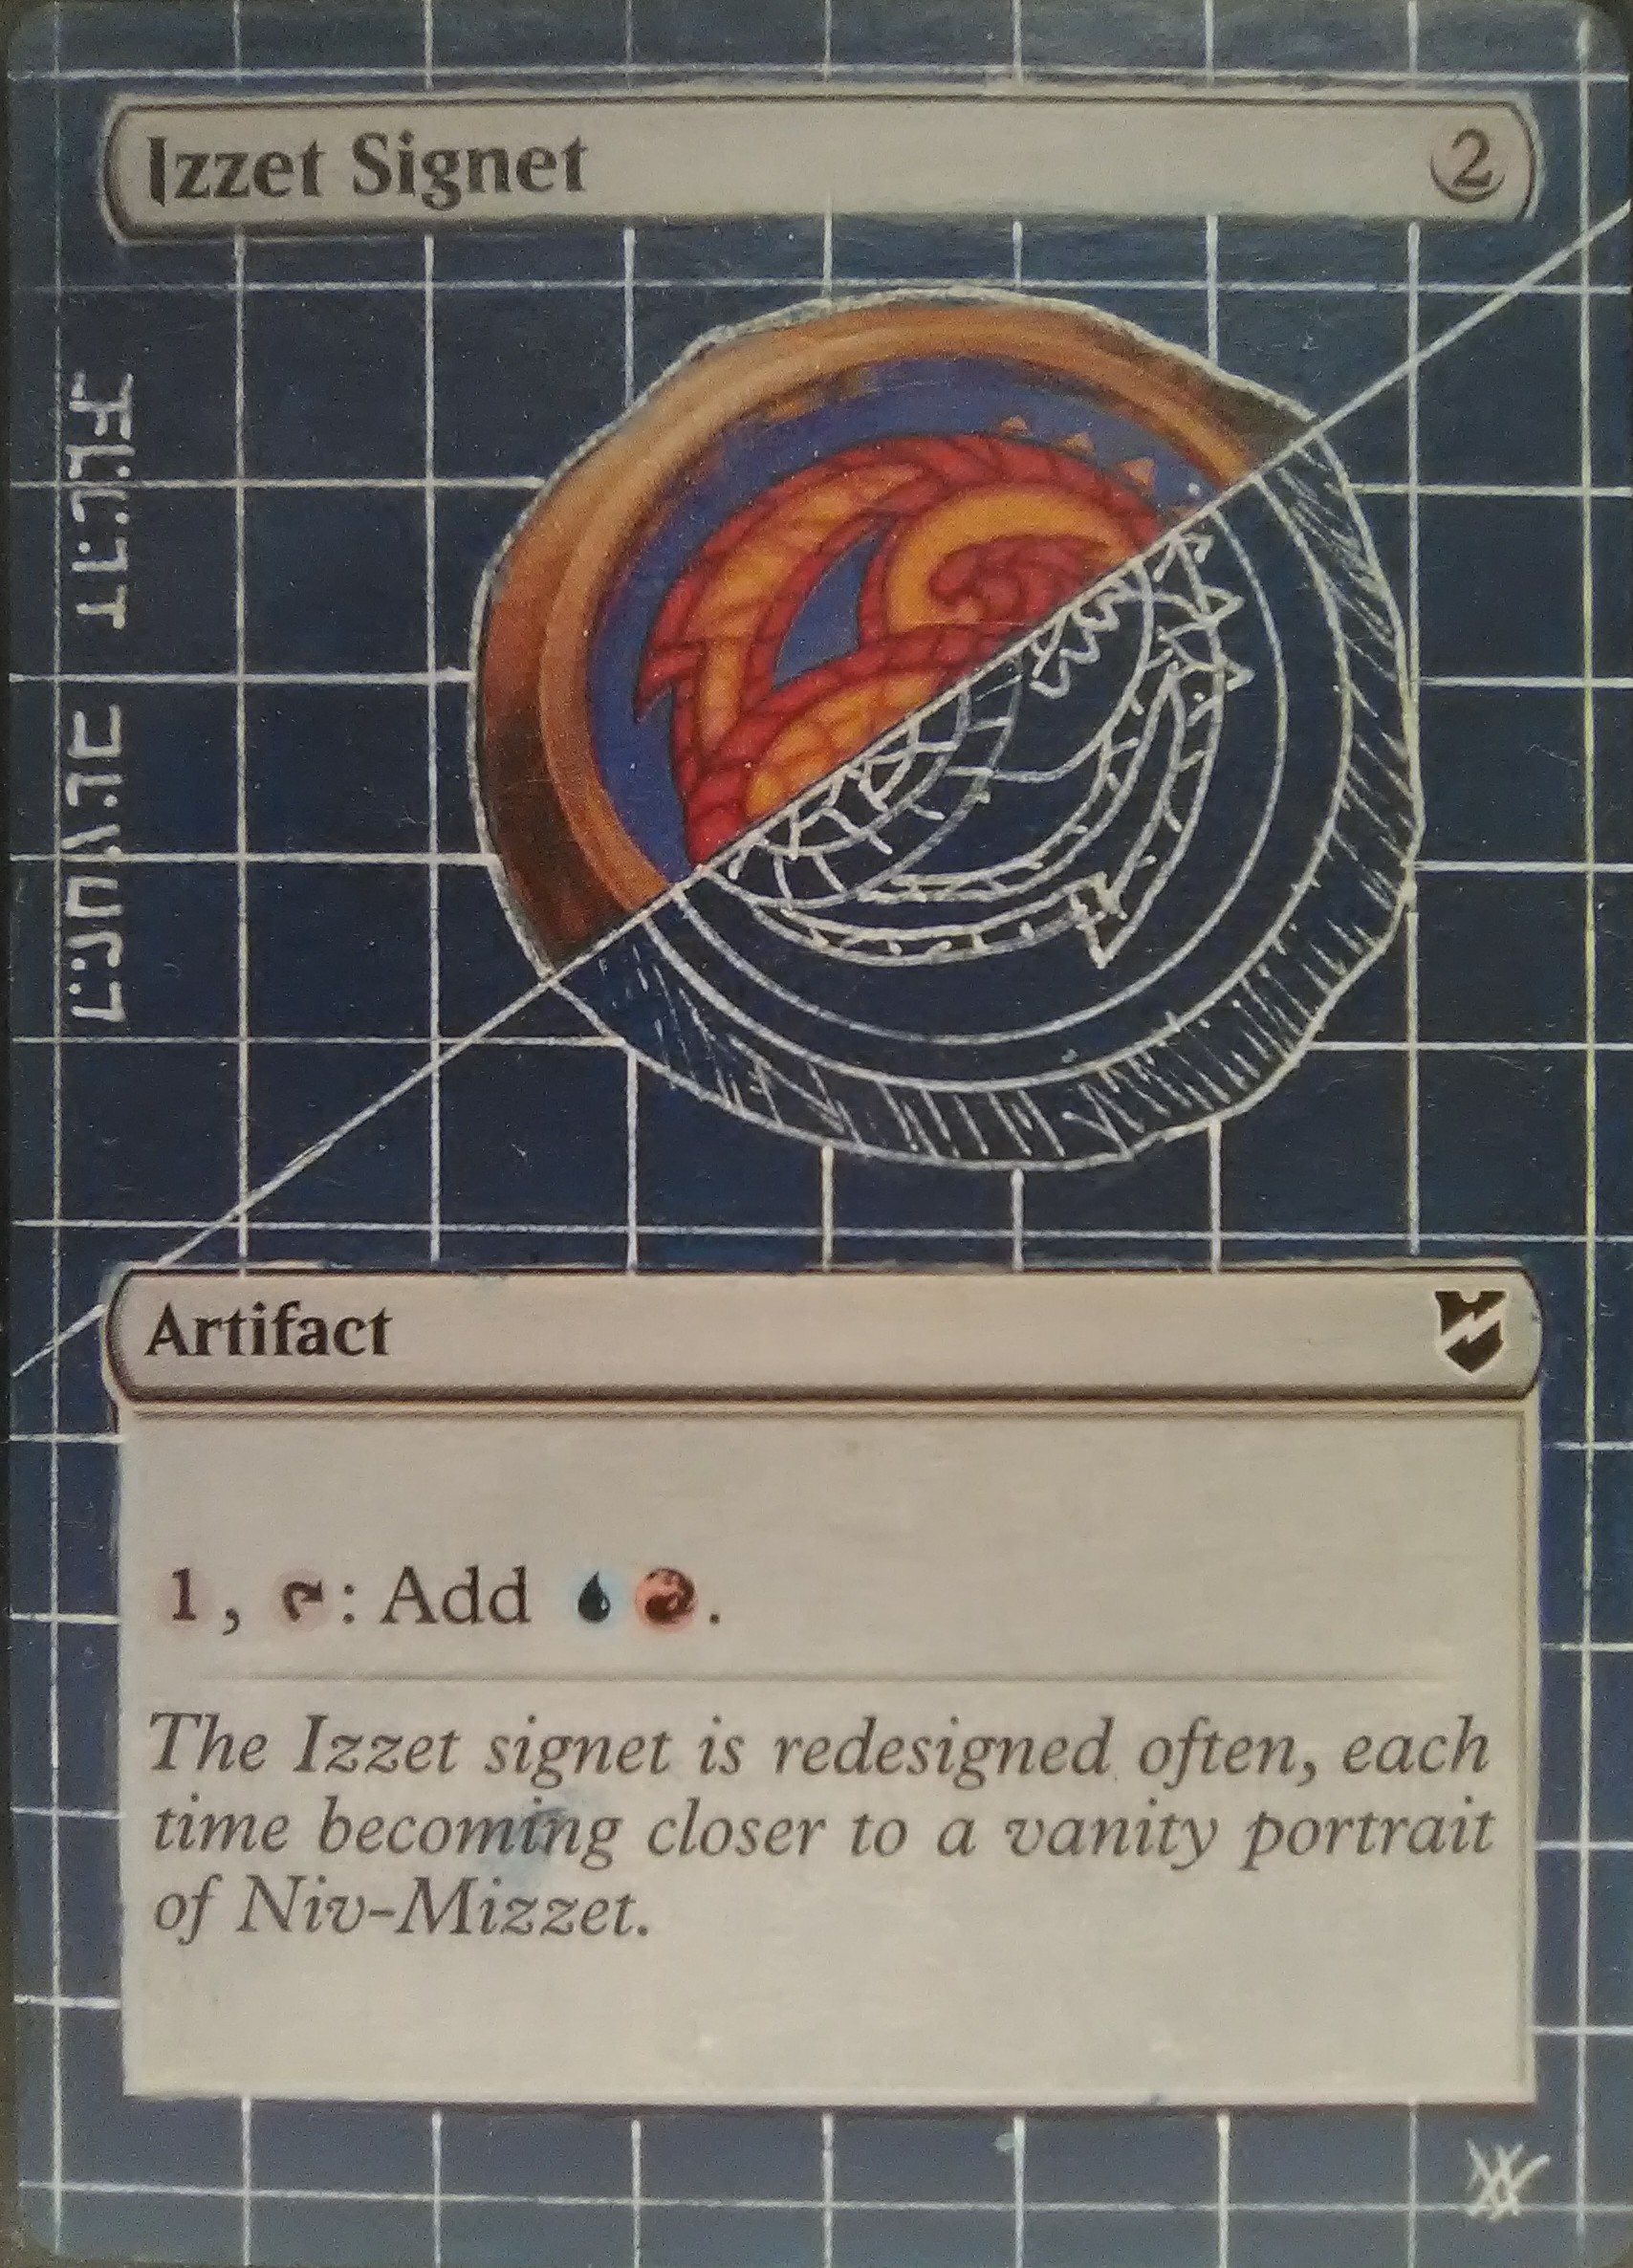 Izzet Signet 2
Artifact
1, : Add .
The Izzet signet is redesigned often, each
time becoming closer to a vanity portrait
of Niv-Mizzet.